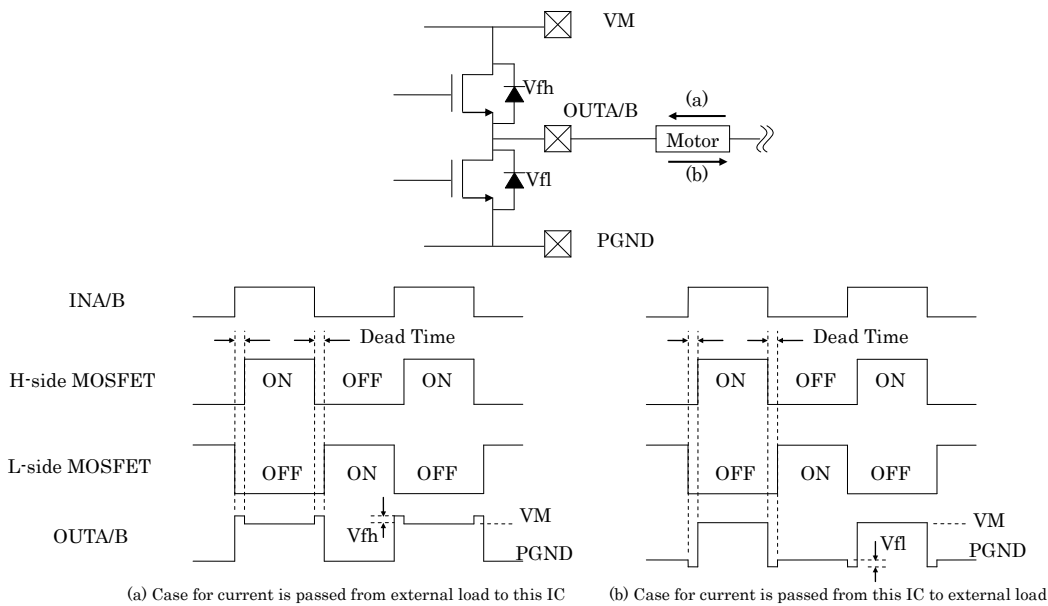 VM
Vfh
(a)
OUTA/B
Motor
(b)
Vfl
PGND
INA/B
Dead Time
Dead Time
H-side MOSFET
ON
OFF
ON
ON
OFF
ON
L-side MOSFET
OFF
ON
OFF
OFF
ON
OFF
OUTA/B
Vfh
VM
PGND
Vfl
VM
PGND
(a) Case for current is passed from external load to this IC
(b) Case for current is passed from this IC to external load